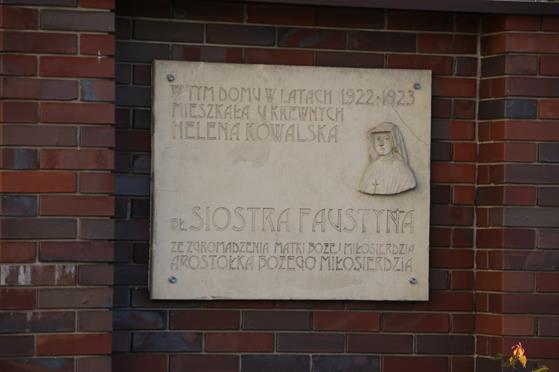 W TYM DOMU W LATACH 1922-1923
MIESZKAŁA U KREWNYCH
HELENA KOWALSKA
BŁ. SIOSTRA FAUSTYNA
ZE ZGROMADZENIA MATKI BOŻEJ MIŁOSIERDZIA
APOSTOŁKA BOŻEGO MIŁOSIERDZIA